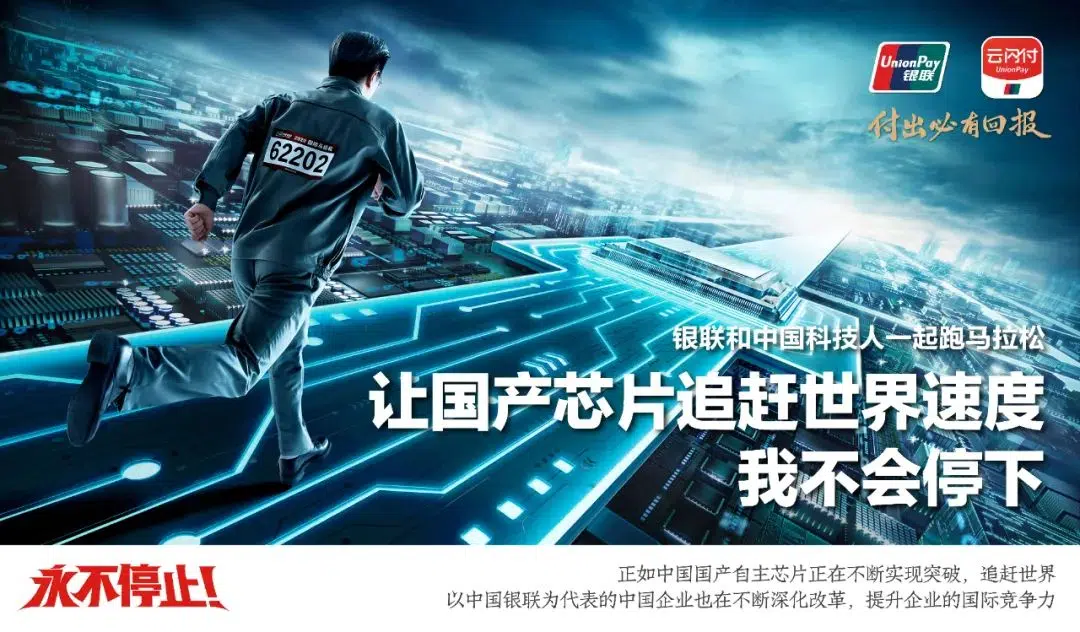 UnionPay
银联
云闪付
UnionPay
付出必有回报
62202
银联和中国科技人一起跑马拉松
让国产芯片追赶世界速度
我不会停下
永不停止!
正如中国国产自主芯片正在不断实现突破，追赶世界
以中国银联为代表的中国企业也在不断深化改革，提升企业的国际竞争力